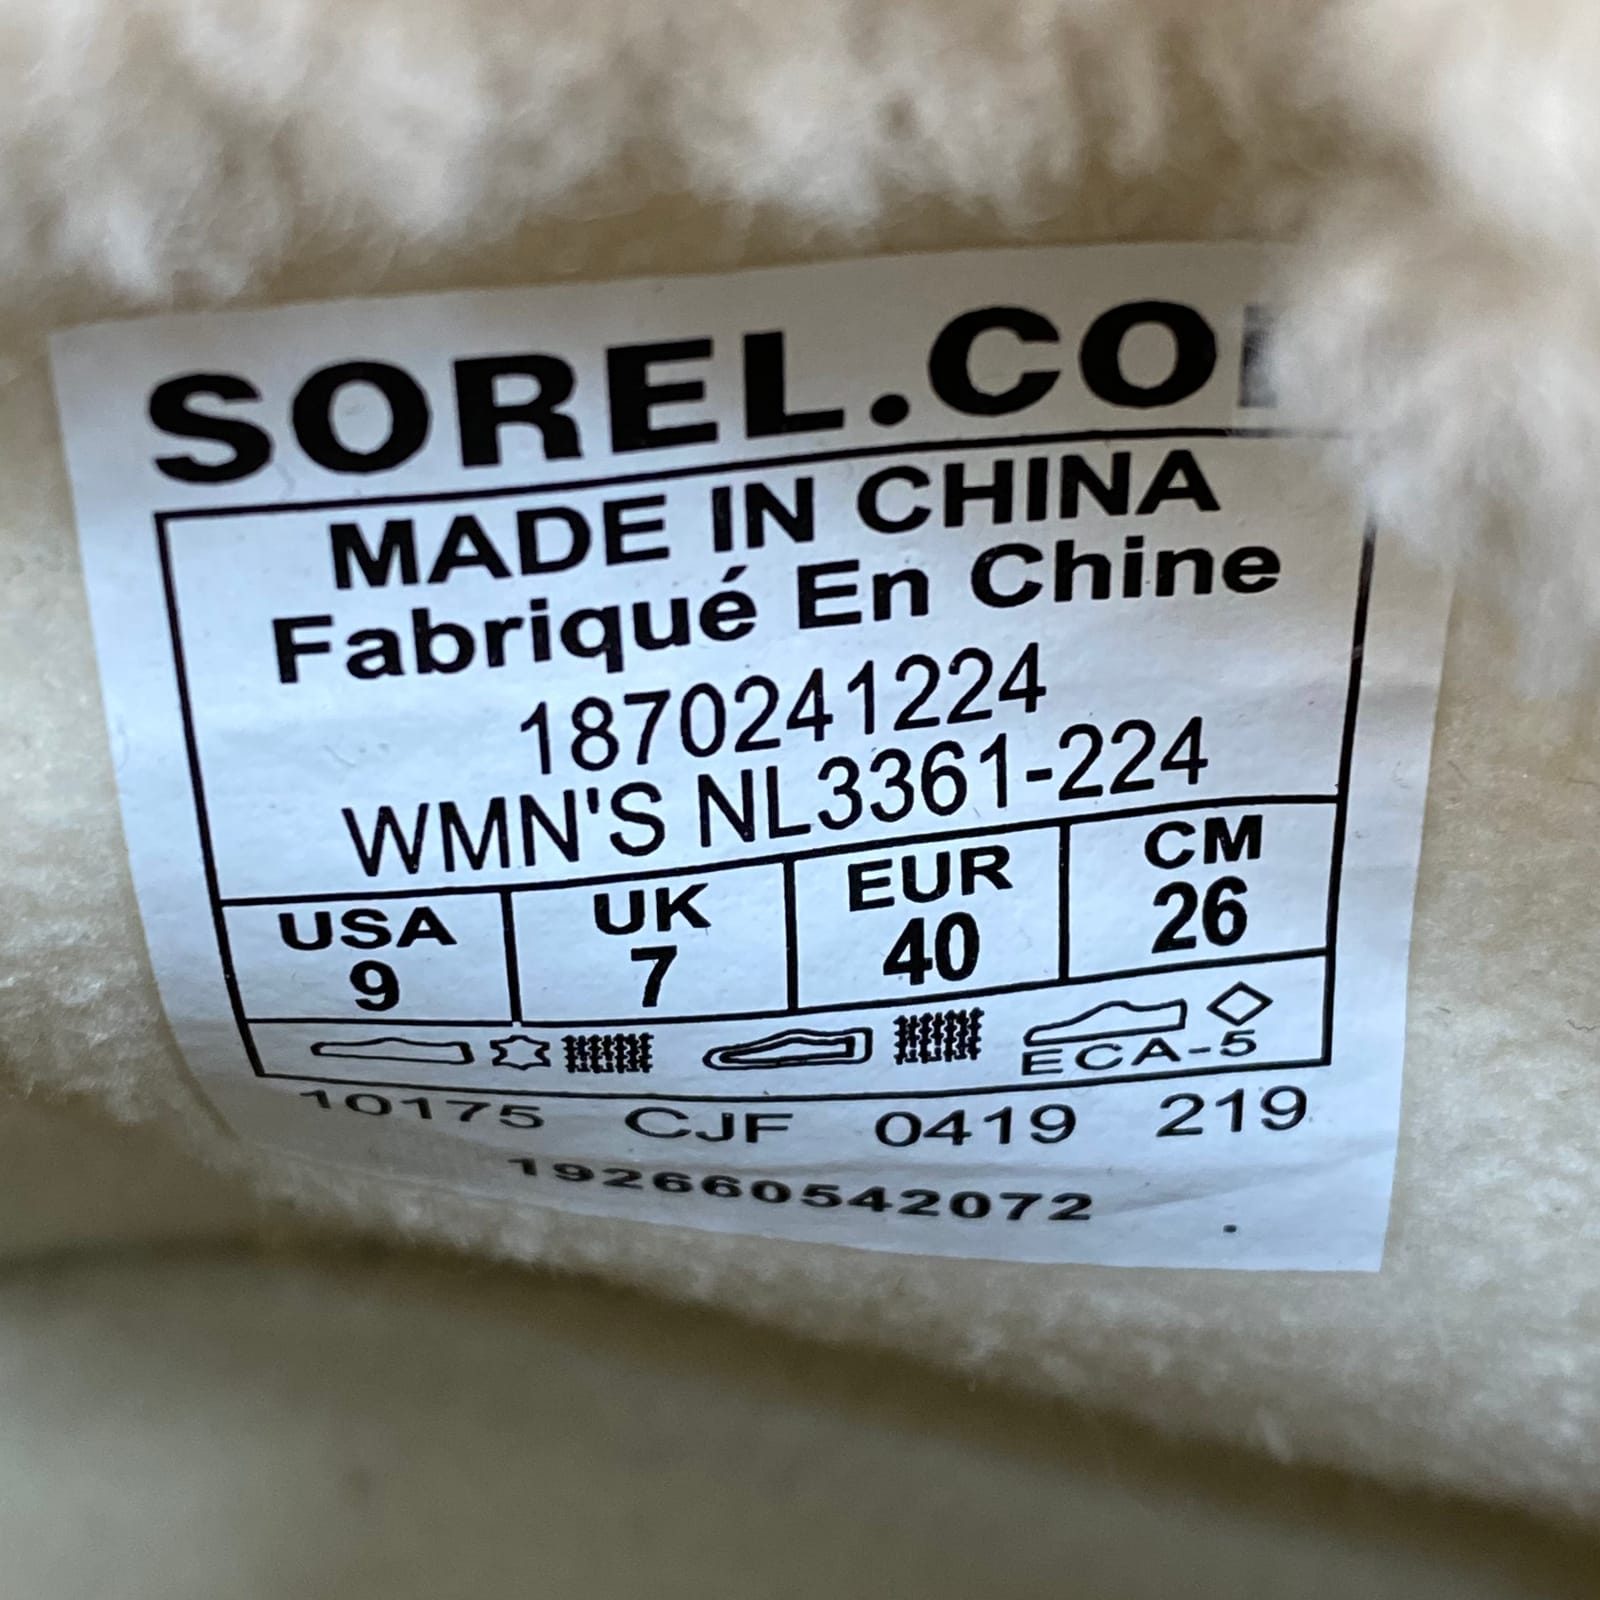 SOREL.CO
MADE IN CHINA
Fabriqué En Chine
1870241224
WMN'S NL3361-224
USA UK EUR CM
9 7 40 26
ECA-5
10175 CJF 0419 219
192660542072